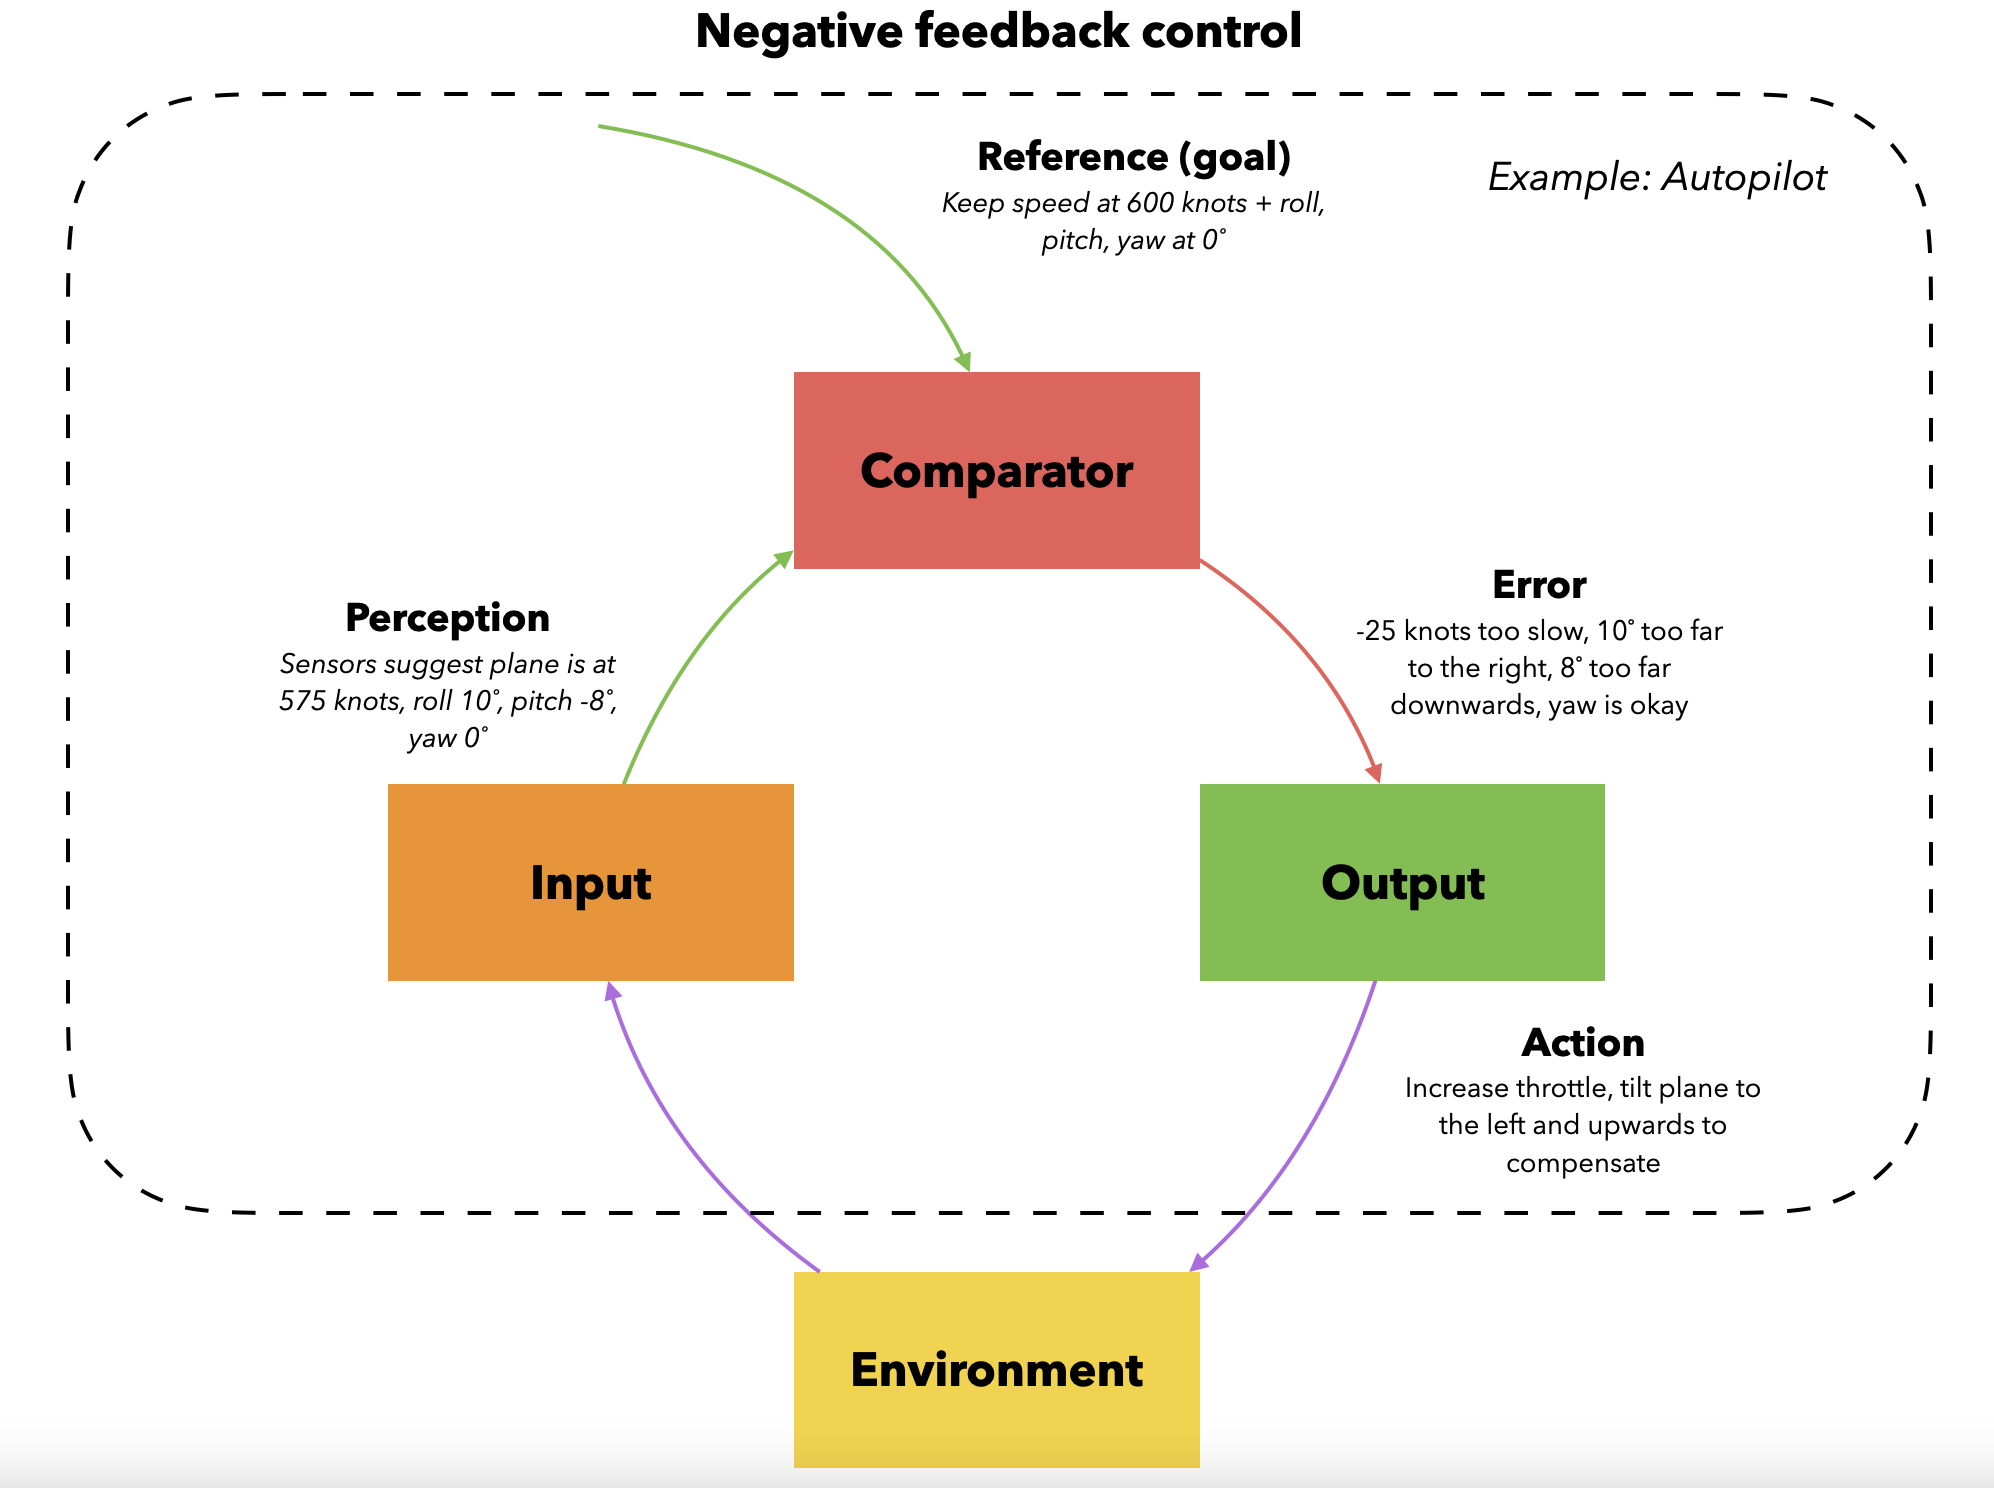 Negative feedback control
Reference (goal)
Keep speed at 600 knots + roll,
pitch, yaw at 0°
Example: Autopilot
Comparator
Perception
Sensors suggest plane is at
575 knots, roll 10°, pitch -8°,
yaw 0°
Error
-25 knots too slow, 10° too far
to the right, 8° too far
downwards, yaw is okay
Input
Output
Action
Increase throttle, tilt plane to
the left and upwards to
compensate
Environment